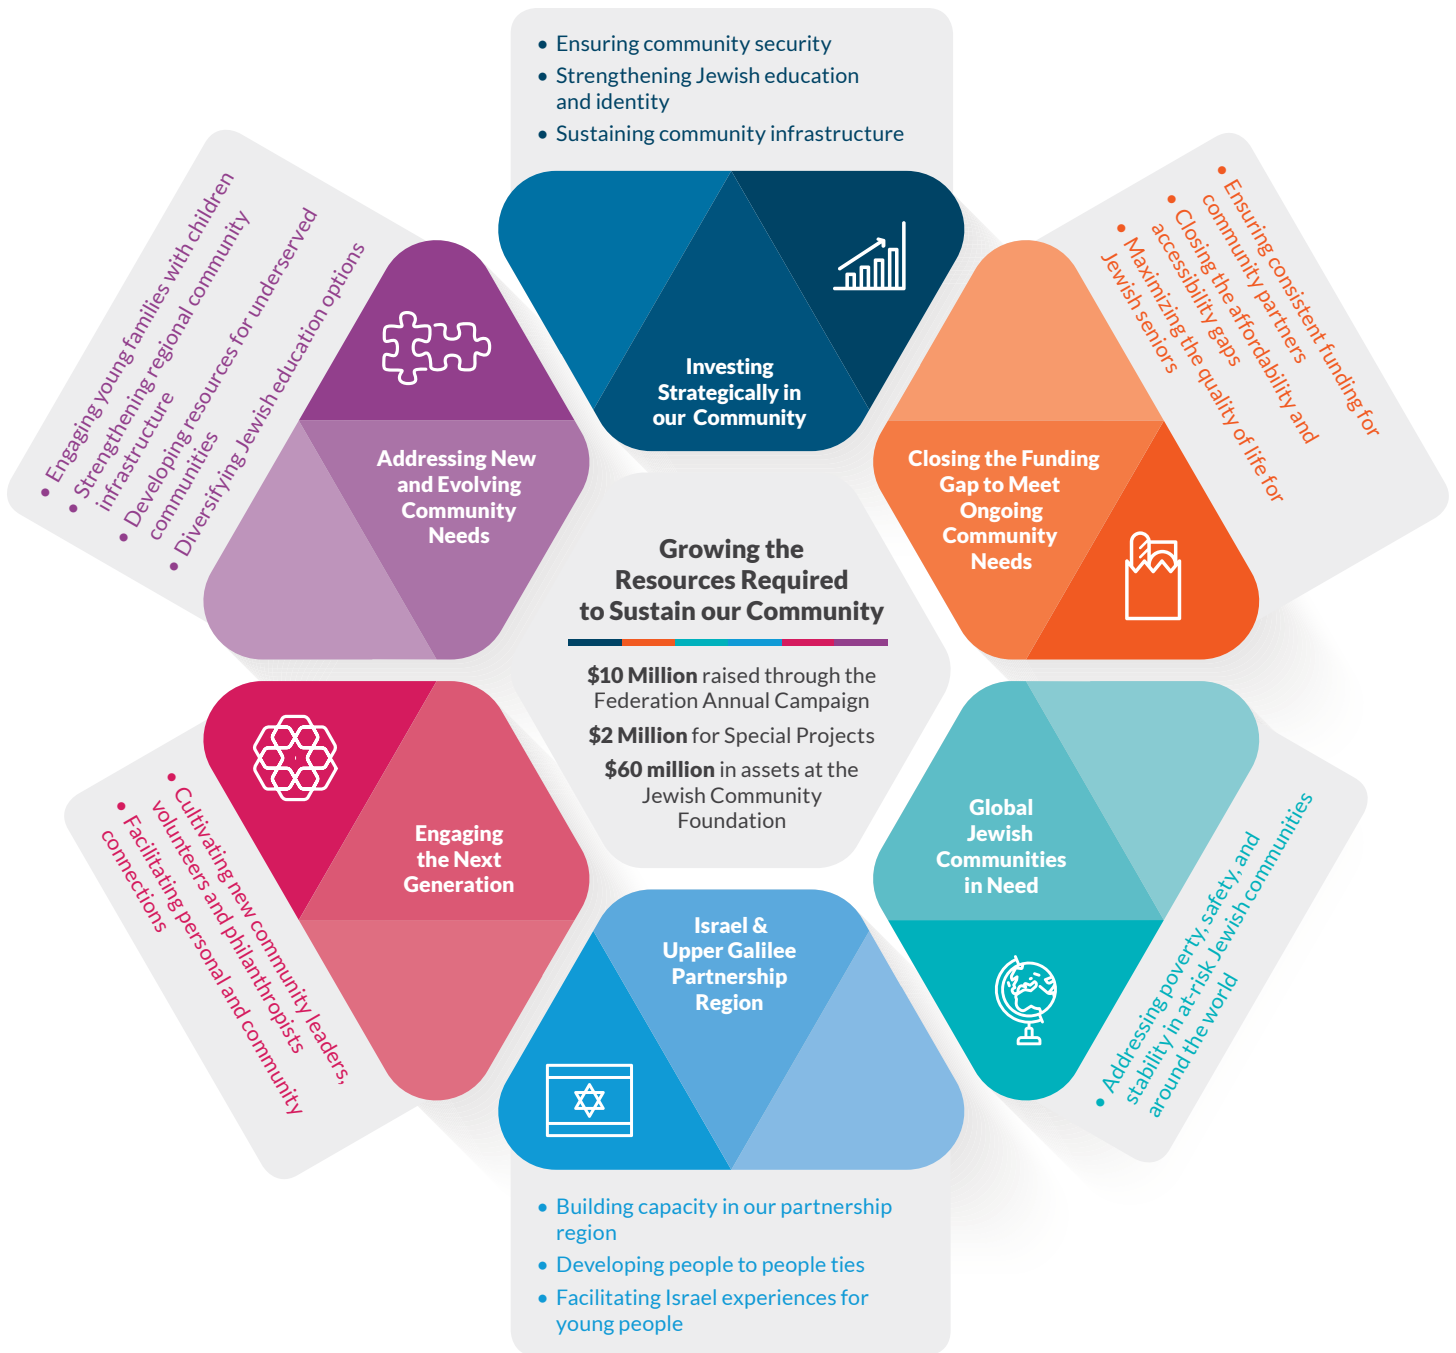 • Ensuring community security
• Strengthening Jewish education
and identity
• Sustaining community infrastructure
Investing
Strategically in
our Community
• Ensuring consistent funding for
community partners
• Closing the affordability and
accessibility gaps
• Maximizing the quality of life for
Jewish seniors
Closing the Funding
Gap to Meet
Ongoing
Community
Needs
Global
Jewish
Communities
in Need
• Addressing poverty, safety, and
stability in at-risk Jewish communities
around the world
Israel &
Upper Galilee
Partnership
Region
• Building capacity in our partnership
region
• Developing people to people ties
• Facilitating Israel experiences for
young people
Engaging
the Next
Generation
• Cultivating new community leaders,
volunteers and philanthropists
• Facilitating personal and community
connections
• Engaging young families with children
• Strengthening regional community
infrastructure
• Developing resources for underserved
communities
• Diversifying Jewish education options
Addressing New
and Evolving
Community
Needs
Growing the
Resources Required
to Sustain our Community
$10 Million raised through the
Federation Annual Campaign
$2 Million for Special Projects
$60 million in assets at the
Jewish Community
Foundation